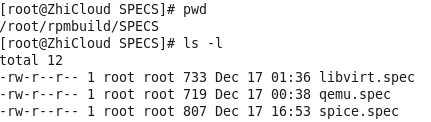 [root@ZhiCloud SPECS]# pwd
/root/rpmbuild/SPECS
[root@ZhiCloud SPECS]# ls -l
total 12
-rw-r--r-- 1 root root 733 Dec 17 01:36 libvirt.spec
-rw-r--r-- 1 root root 719 Dec 17 00:38 qemu.spec
-rw-r--r-- 1 root root 807 Dec 17 16:53 spice.spec